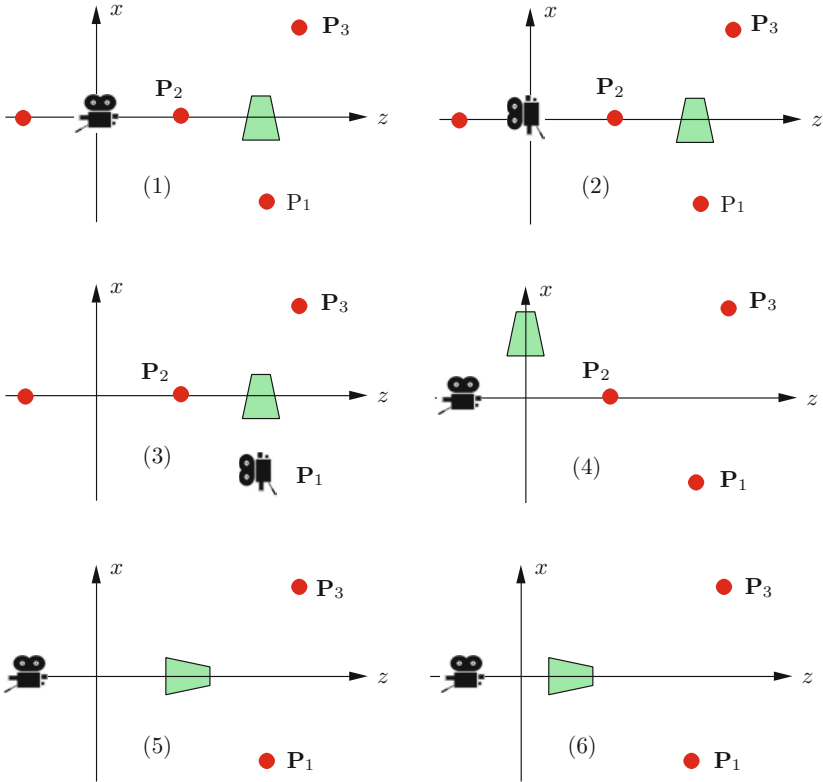 x x
P₃ P₃
P₂ P₂
z z
(1) (2)
P₁ P₁
x x
P₃ P₃
P₂ P₂
z z
(3) (4)
P₁ P₁
x x
P₃ P₃
z z
(5) (6)
P₁ P₁